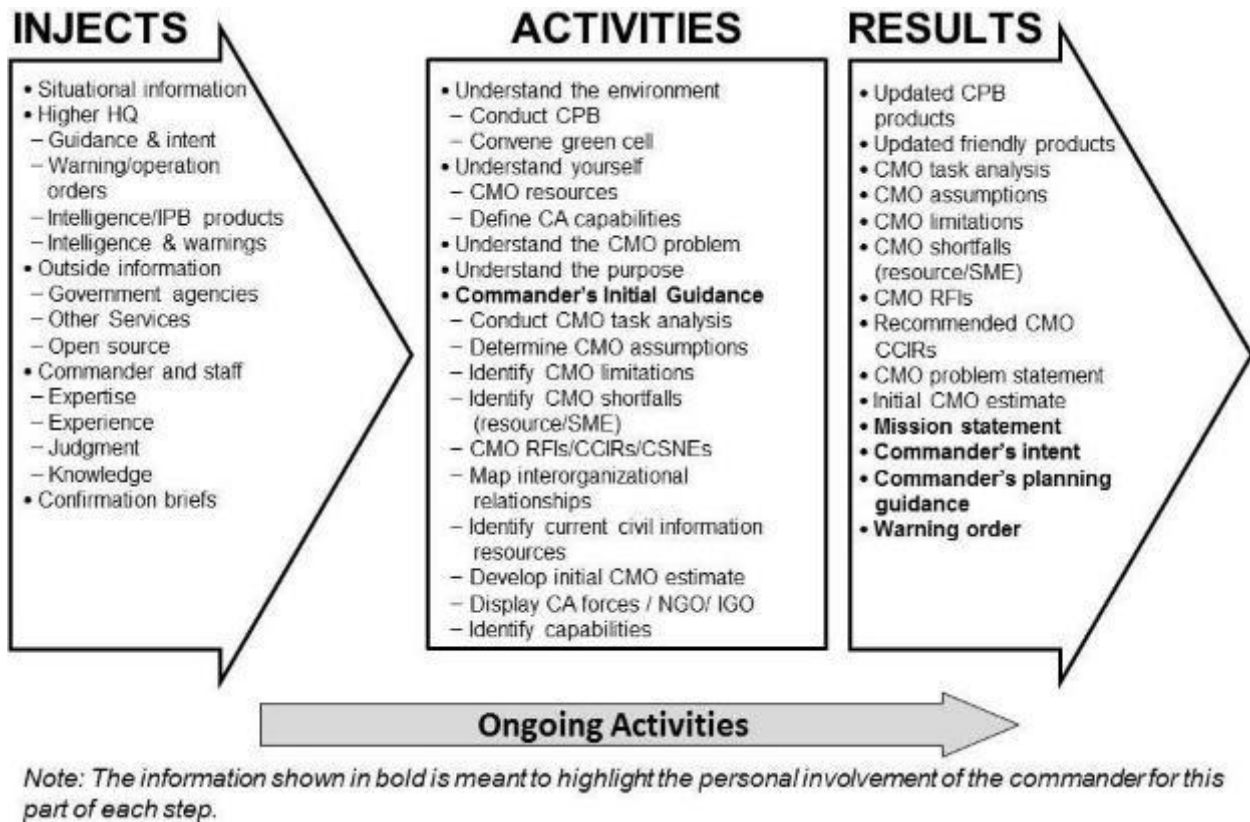 INJECTS
• Situational information
• Higher HQ
– Guidance & intent
– Warning/operation
orders
– Intelligence/IPB products
– Intelligence & warnings
• Outside information
– Government agencies
– Other Services
– Open source
• Commander and staff
– Expertise
– Experience
– Judgment
– Knowledge
• Confirmation briefs
ACTIVITIES
• Understand the environment
– Conduct CPB
– Convene green cell
• Understand yourself
– CMO resources
– Define CA capabilities
• Understand the CMO problem
• Understand the purpose
• Commander's Initial Guidance
– Conduct CMO task analysis
– Determine CMO assumptions
– Identify CMO limitations
– Identify CMO shortfalls
(resource/SME)
– CMO RFIs/CCIRs/CSNEs
– Map interorganizational
relationships
– Identify current civil information
resources
– Develop initial CMO estimate
– Display CA forces / NGO/ IGO
– Identify capabilities
RESULTS
• Updated CPB
products
• Updated friendly products
• CMO task analysis
• CMO assumptions
• CMO limitations
• CMO shortfalls
(resource/SME)
• CMO RFIs
• Recommended CMO
CCIRs
• CMO problem statement
• Initial CMO estimate
• Mission statement
• Commander's intent
• Commander's planning
guidance
• Warning order
Ongoing Activities
Note: The information shown in bold is meant to highlight the personal involvement of the commander for this
part of each step.